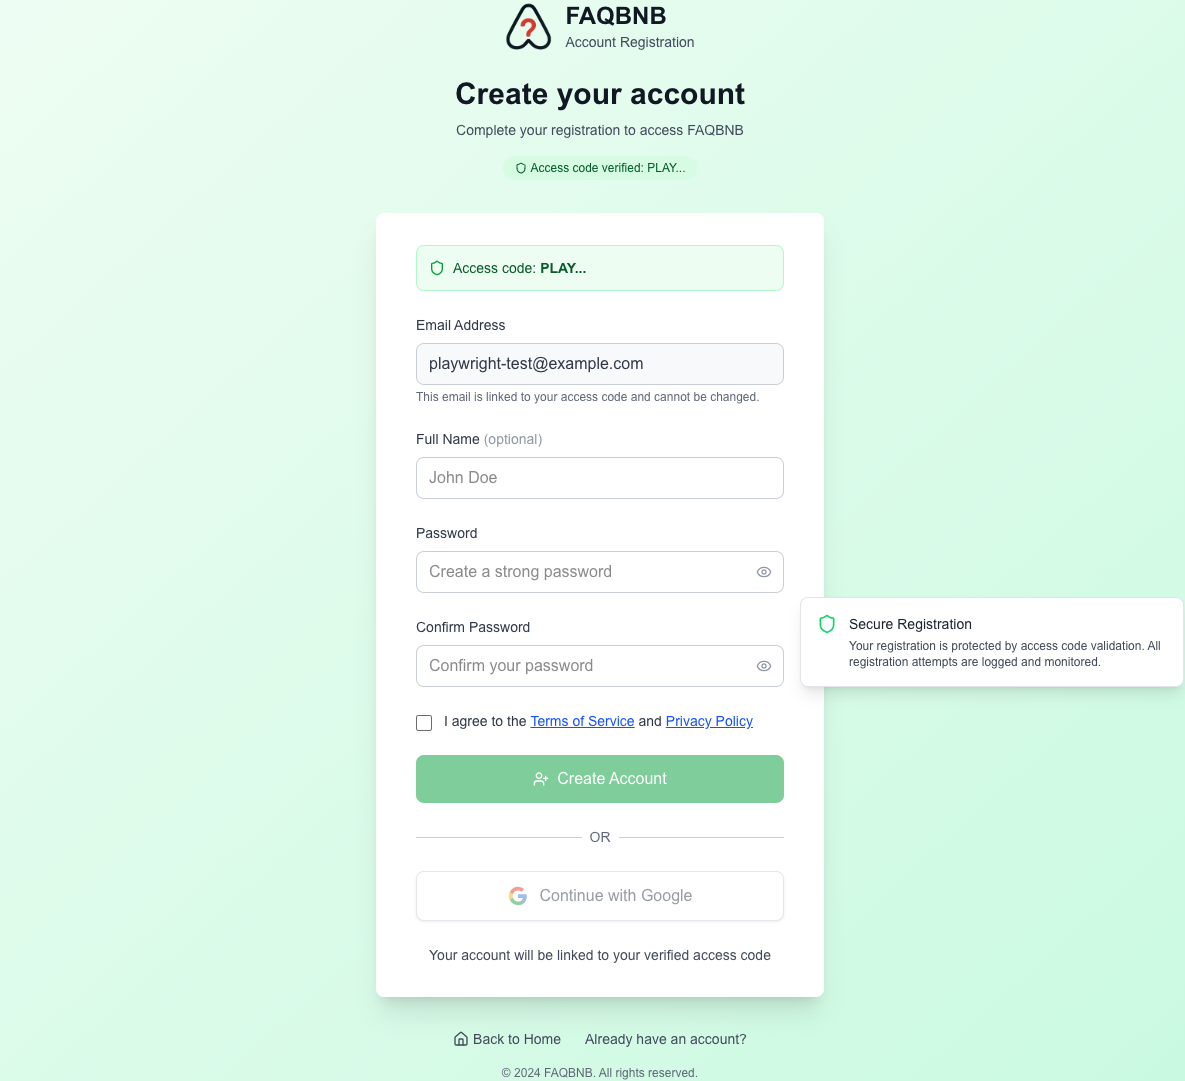 FAQBNB
Account Registration
Create your account
Complete your registration to access FAQBNB
Access code verified: PLAY...
Access code: PLAY...
Email Address
playwright-test@example.com
This email is linked to your access code and cannot be changed.
Full Name (optional)
John Doe
Password
Create a strong password
Confirm Password
Confirm your password
Secure Registration
Your registration is protected by access code validation. All
registration attempts are logged and monitored.
I agree to the Terms of Service and Privacy Policy
Create Account
OR
Continue with Google
Your account will be linked to your verified access code
Back to Home
Already have an account?
© 2024 FAQBNB. All rights reserved.